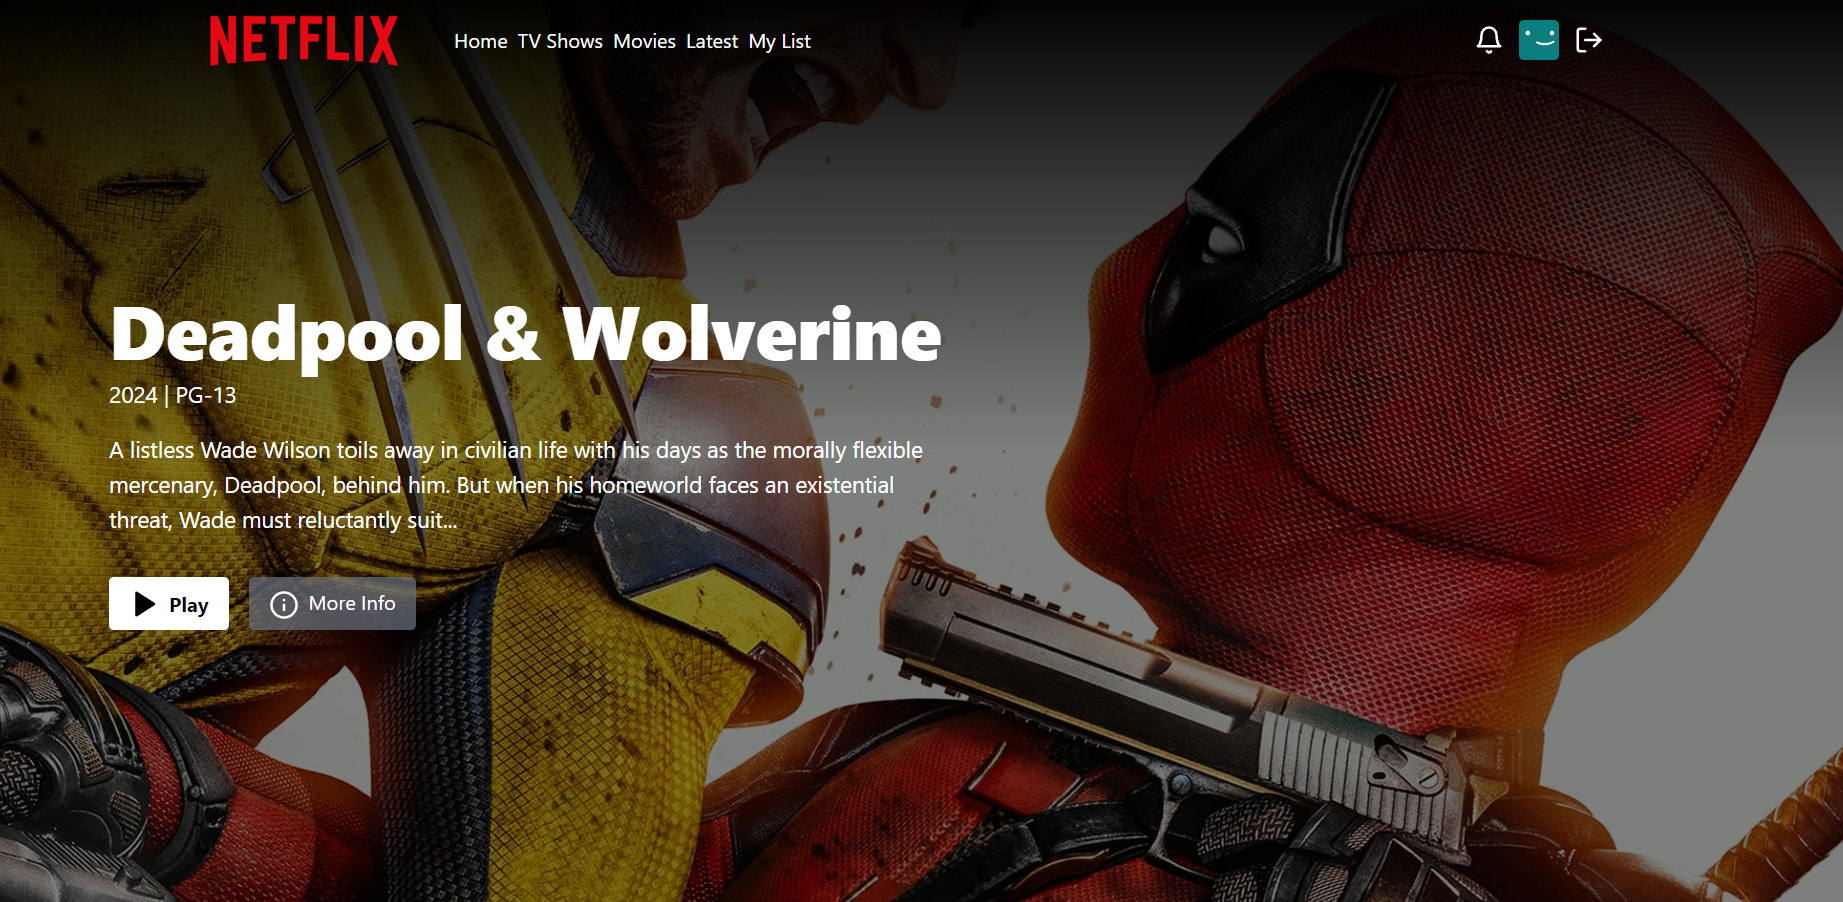 NETFLIX
Home TV Shows Movies Latest My List
Deadpool & Wolverine
2024 | PG-13
A listless Wade Wilson toils away in civilian life with his days as the morally flexible
mercenary, Deadpool, behind him. But when his homeworld faces an existential
threat, Wade must reluctantly suit...
Play
More Info